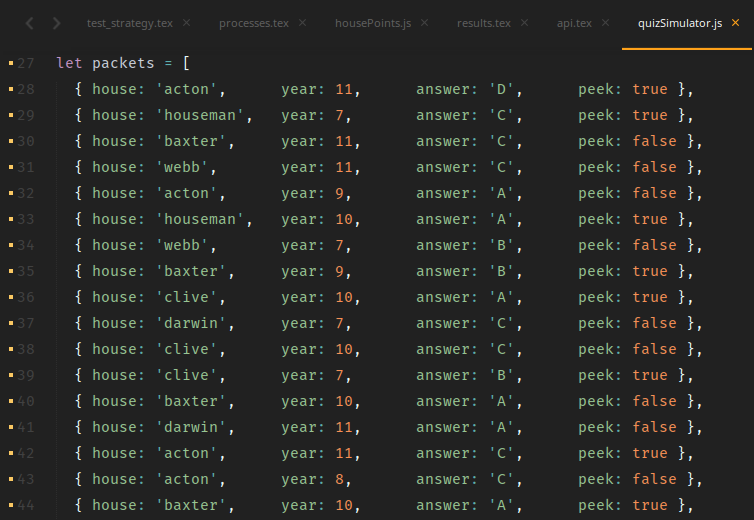 test_strategy.tex × processes.tex × housePoints.js × results.tex × api.tex × quizSimulator.js ×
27 let packets = [
28 { house: 'acton', year: 11, answer: 'D', peek: true },
29 { house: 'houseman', year: 7, answer: 'C', peek: true },
30 { house: 'baxter', year: 11, answer: 'C', peek: false },
31 { house: 'webb', year: 11, answer: 'C', peek: false },
32 { house: 'acton', year: 9, answer: 'A', peek: false },
33 { house: 'houseman', year: 10, answer: 'A', peek: true },
34 { house: 'webb', year: 7, answer: 'B', peek: false },
35 { house: 'baxter', year: 9, answer: 'B', peek: true },
36 { house: 'clive', year: 10, answer: 'A', peek: true },
37 { house: 'darwin', year: 7, answer: 'C', peek: false },
38 { house: 'clive', year: 10, answer: 'C', peek: false },
39 { house: 'clive', year: 7, answer: 'B', peek: true },
40 { house: 'baxter', year: 10, answer: 'A', peek: false },
41 { house: 'darwin', year: 11, answer: 'A', peek: false },
42 { house: 'acton', year: 11, answer: 'C', peek: true },
43 { house: 'acton', year: 8, answer: 'C', peek: false },
44 { house: 'baxter', year: 10, answer: 'A', peek: true },